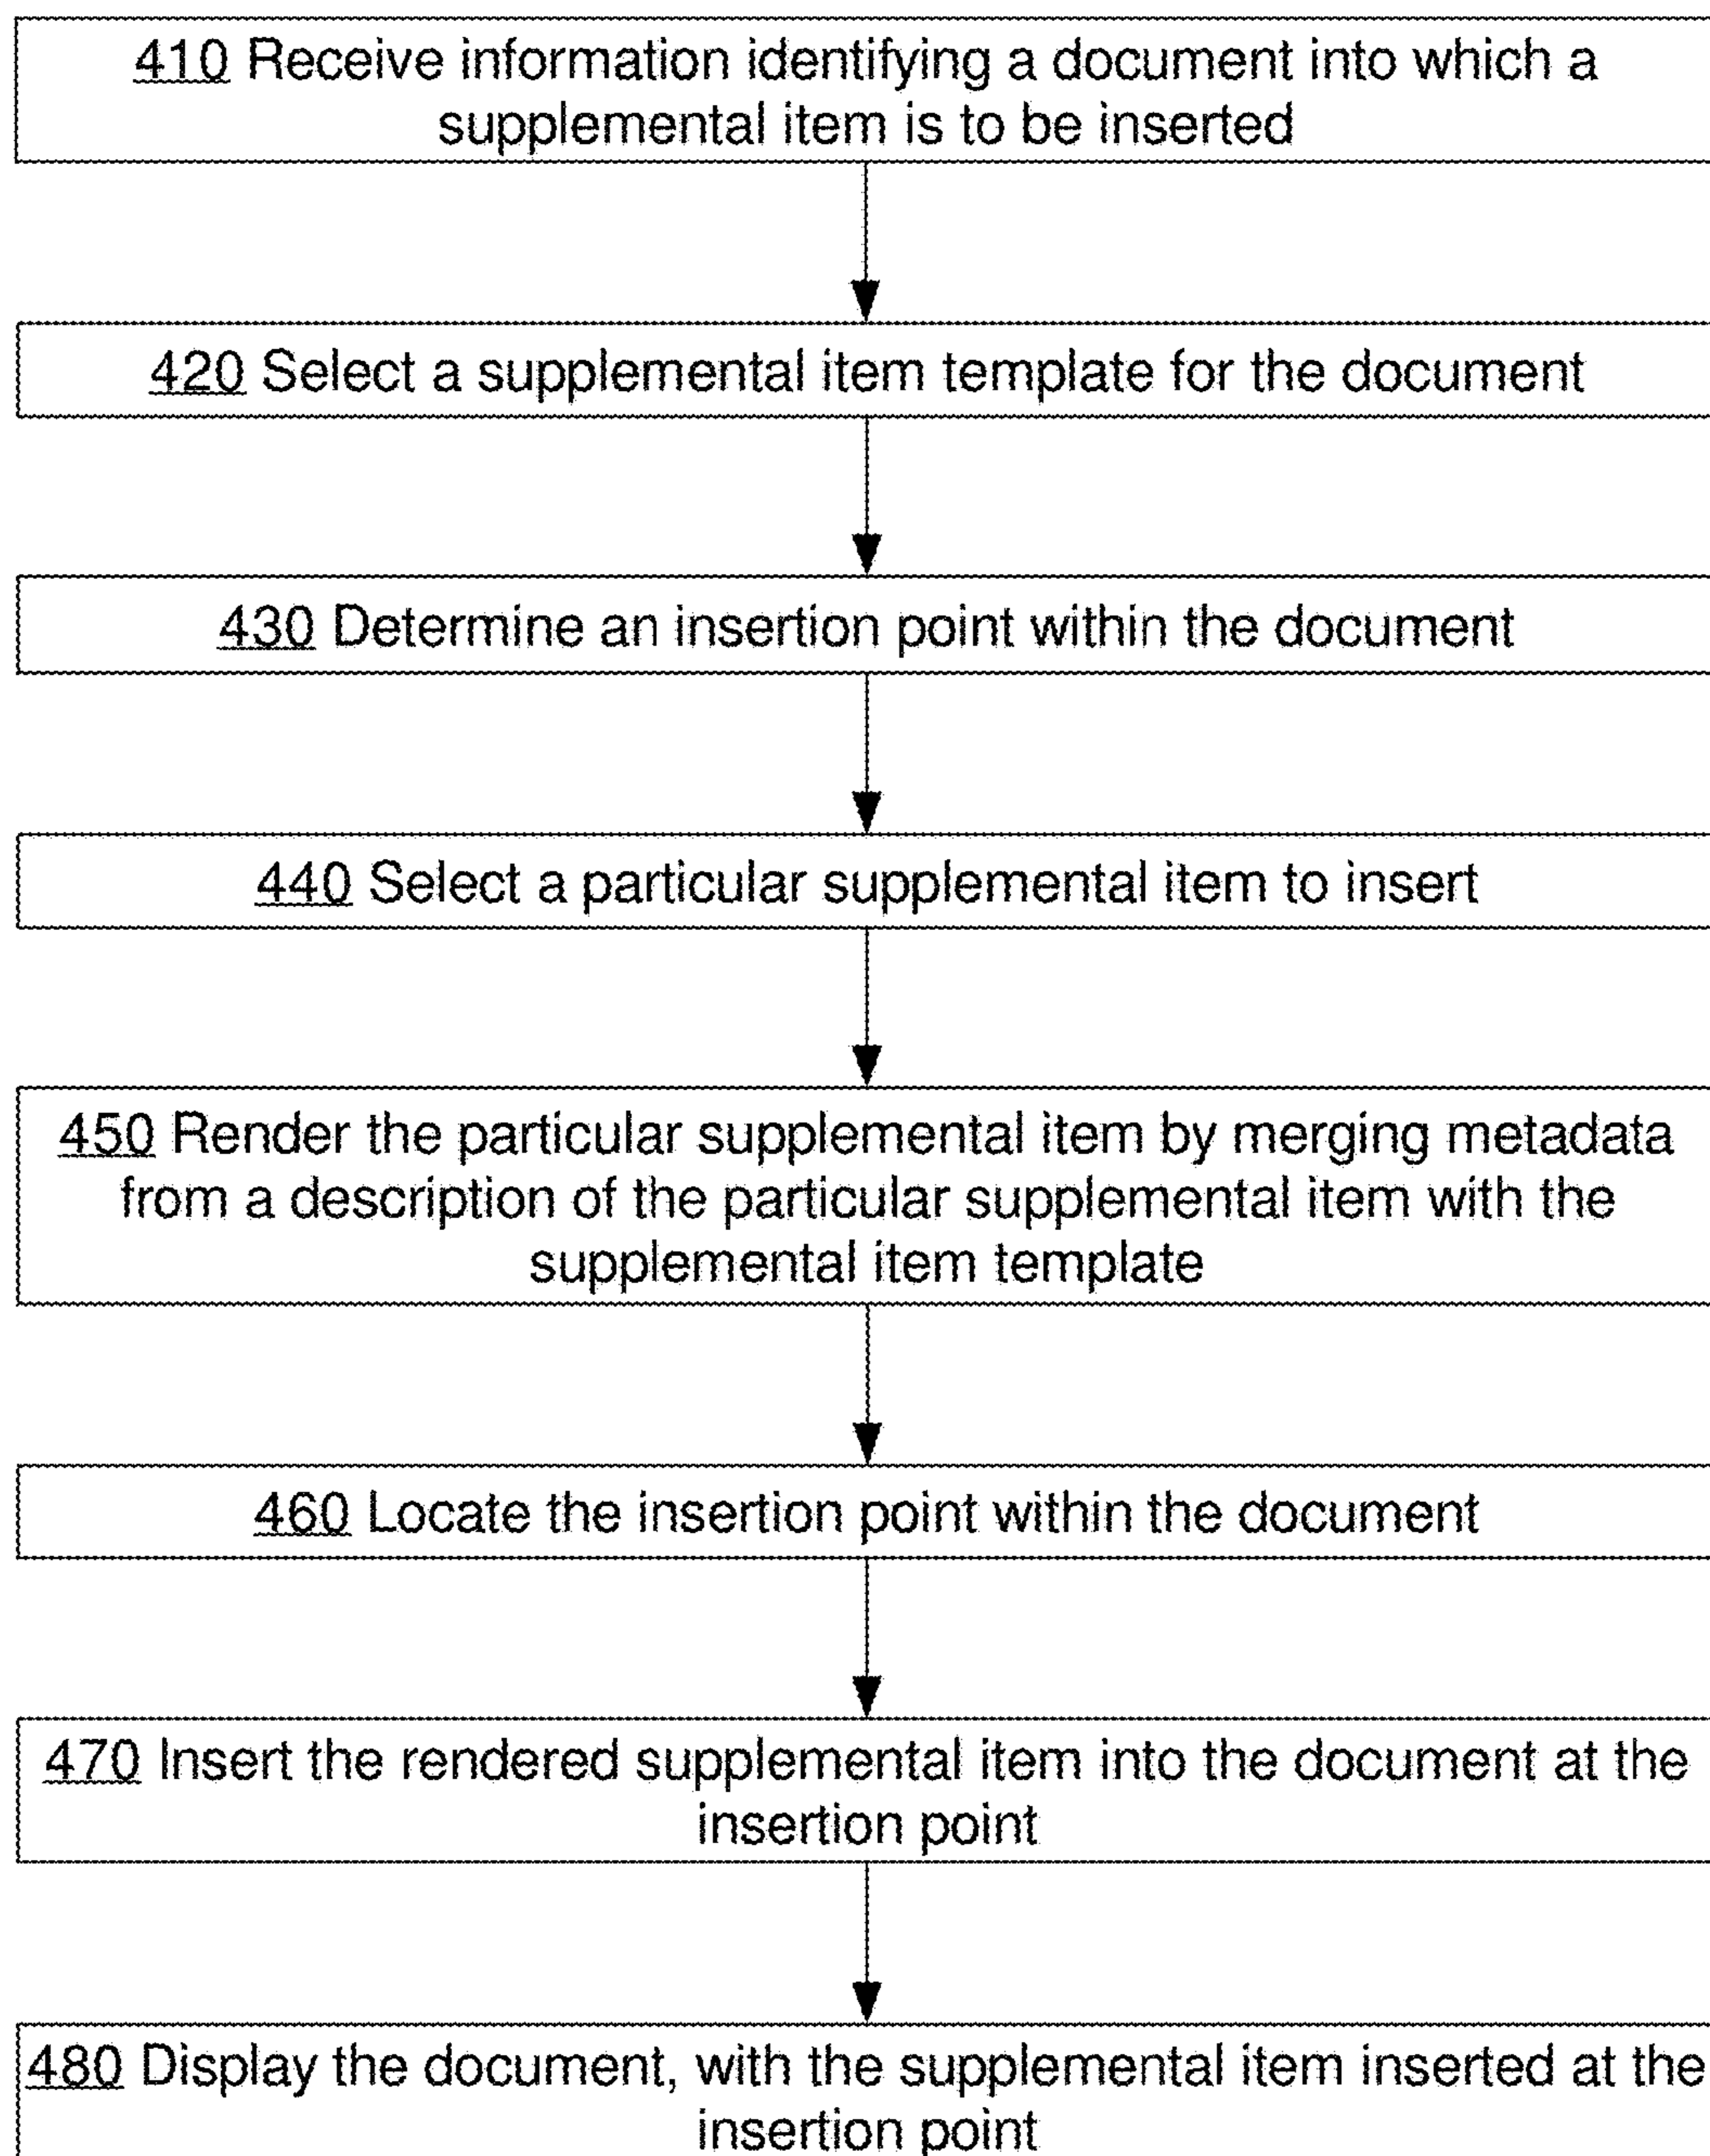 410 Receive information identifying a document into which a
supplemental item is to be inserted
420 Select a supplemental item template for the document
430 Determine an insertion point within the document
440 Select a particular supplemental item to insert
450 Render the particular supplemental item by merging metadata
from a description of the particular supplemental item with the
supplemental item template
460 Locate the insertion point within the document
470 Insert the rendered supplemental item into the document at the
insertion point
480 Display the document, with the supplemental item inserted at the
insertion point